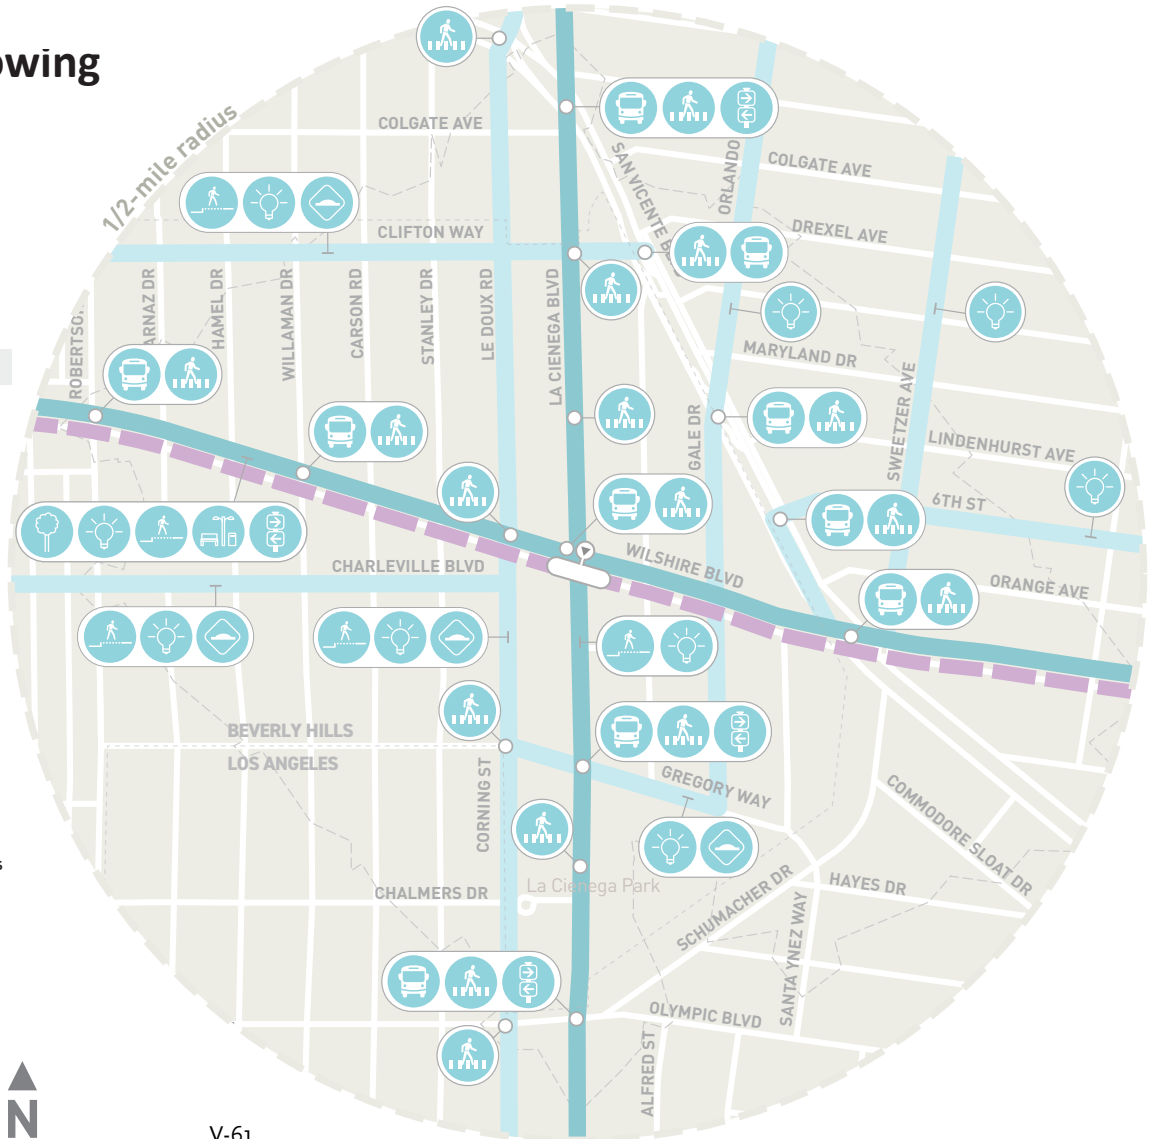 owing
1/2-mile radius
COLGATE AVE
SAN VICENTE B
ORLANDO
COLGATE AVE
CLIFTON WAY
DREXEL AVE
ROBERTSO
ARNAZ DR
HAMEL DR
WILLAMAN DR
CARSON RD
STANLEY DR
LE DOUX RD
LA CIENEGA BLVD
MARYLAND DR
GALE DR
SWEETZER AVE
LINDENHURST AVE
6TH ST
WILSHIRE BLVD
CHARLEVILLE BLVD
ORANGE AVE
BEVERLY HILLS
LOS ANGELES
CORNING ST
GREGORY WAY
COMMODORE SLOAT DR
s
La Cienega Park
CHALMERS DR
SCHUMACHER DR
HAYES DR
SANTA YNEZ WAY
OLYMPIC BLVD
ALFRED ST
N
V-61